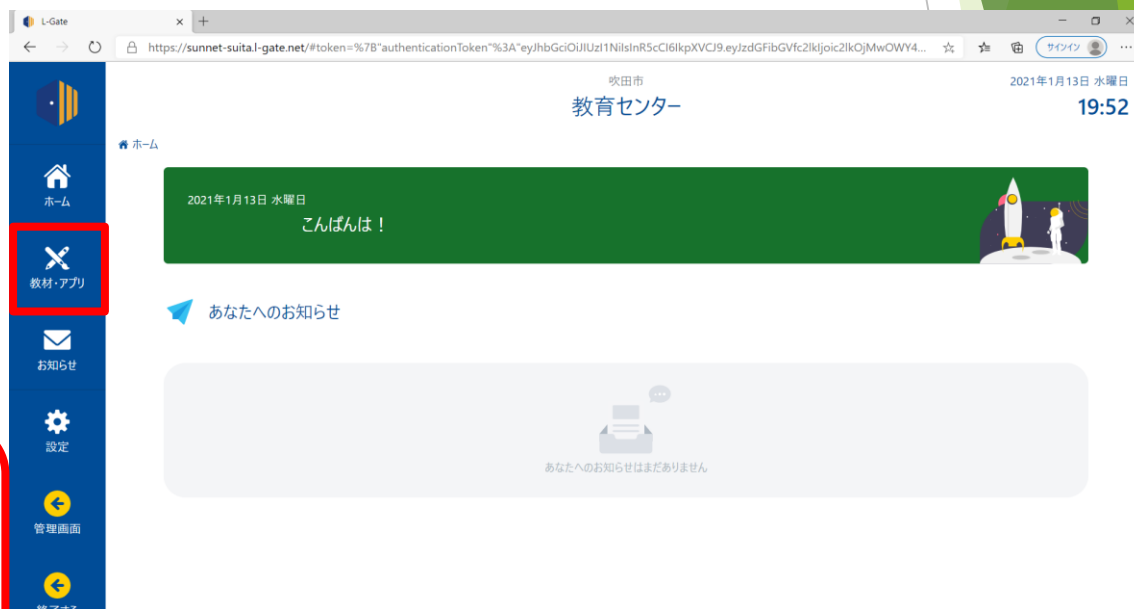 L-Gate
https://sunnet-suita.l-gate.net/#token=%7B"authenticationToken"%3A"eyJhbGciOiJIUzI1NiIsInR5cCI6IkpXVCJ9.eyJzdGFibGVfc2lkIjoic2lkOjMwOWY4...
サインイン
吹田市
教育センター
2021年1月13日 水曜日
19:52
ホーム
ホーム
教材・アプリ
お知らせ
設定
管理画面
終了する
2021年1月13日 水曜日
こんばんは！
あなたへのお知らせ
あなたへのお知らせはまだありません